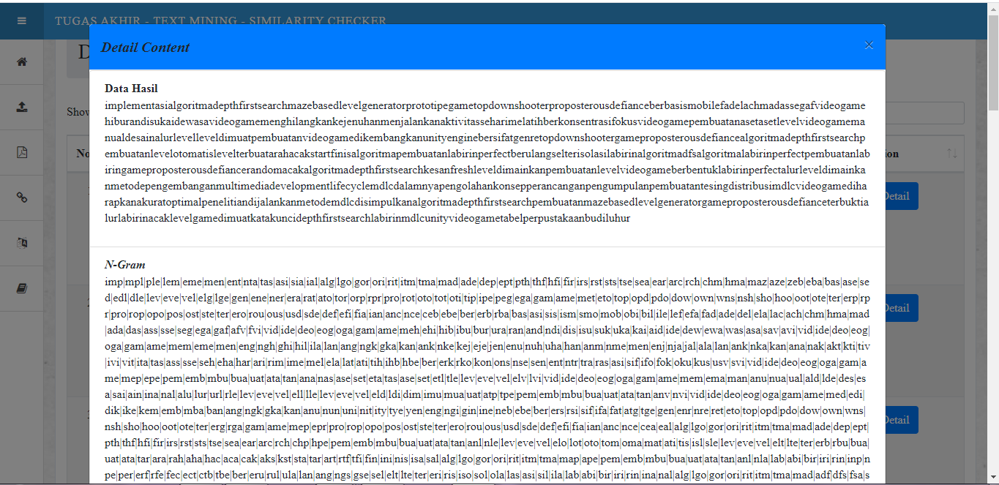 TUGAS AKHIR - TEXT MINING - SIMILARITY CHECKER
Detail Content
×
Data Hasil
implementasialgoritmadepthfirstsearchmazebasedlevelgeneratorprototipegametopdownshooterproposterousdefianceberbasismobilefadelachmadassegafvideogame
hiburandisukaidewasavideogamemenghilangkankejenuhanmenjalankanaktivitasseharimelatihberkonsentrasifokusvideogamepembuatanasetasetlevelvideogamema
nualdesainalurlevelleveldimuatpembuatanvideogamedikembangkanunityenginebersifatgenretopdownshootergameproposterousdefiancealgoritmadepthfirstsearchp
embuatanlevelotomatislevelterbuatarahacakstartfinisalgoritmapembuatanlabirinperfectberulangselterisolasilabirinalgoritmadfsalgoritmalabirinperfectpembuatanlab
iringameproposterousdefiancerandomacakalgoritmadepthfirstsearchkesanfreshleveldimainkanpembuatanlevelvideogameberbentuklabirinperfectalurleveldimainka
nmetodepengembanganmultimediadevelopmentlifecyclemdlcdalamnyapengolahankonsepperancanganpengumpulanpembuatantesingdistribusimdlcvideogamediha
rapkanakuratoptimalpenelitiandijalankanmetodemdlcdisimpulkanalgoritmadepthfirstsearchpembuatanmazebasedlevelgeneratorgameproposterousdefianceterbuktia
lurlabirinacaklevelgamedimuatkatakuncidepthfirstsearchlabirinmdlcunityvideogametabelperpustakaanbudiluhur
N-Gram
imp|mpl|ple|lem|eme|men|ent|nta|tas|asi|sia|ial|alg|lgo|gor|ori|rit|itm|tma|mad|ade|dep|ept|pth|thf|hfi|fir|irs|rst|sts|tse|sea|ear|arc|rch|chm|hma|maz|aze|zeb|eba|bas|ase|se
d|edl|dle|lev|eve|vel|elg|lge|gen|ene|ner|era|rat|ato|tor|orp|rpr|pro|rot|oto|tot|oti|tip|ipe|peg|ega|gam|ame|met|eto|top|opd|pdo|dow|own|wns|nsh|sho|hoo|oot|ote|ter|erp|rp
r|pro|rop|opo|pos|ost|ste|ter|ero|rou|ous|usd|sde|def|efi|fia|ian|anc|nce|ceb|ebe|ber|erb|rba|bas|asi|sis|ism|smo|mob|obi|bil|ile|lef|efa|fad|ade|del|ela|lac|ach|chm|hma|mad
|ada|das|ass|sse|seg|ega|gaf|afv|fvi|vid|ide|deo|eog|oga|gam|ame|meh|ehi|hib|ibu|bur|ura|ran|and|ndi|dis|isu|suk|uka|kai|aid|ide|dew|ewa|was|asa|sav|avi|vid|ide|deo|eog|
oga|gam|ame|mem|eme|men|eng|ngh|ghi|hil|ila|lan|ang|ngk|gka|kan|ank|nke|kej|eje|jen|enu|nuh|uha|han|anm|nme|men|enj|nja|jal|ala|lan|ank|nka|kan|ana|nak|akt|kti|tiv
|ivi|vit|ita|tas|ass|sse|seh|eha|har|ari|rim|ime|mel|ela|lat|ati|tih|ihb|hbe|ber|erk|rko|kon|ons|nse|sen|ent|ntr|tra|ras|asi|sif|ifo|fok|oku|kus|usv|svi|vid|ide|deo|eog|oga|gam|a
me|mep|epe|pem|emb|mbu|bua|uat|ata|tan|ana|nas|ase|set|eta|tas|ase|set|etl|tle|lev|eve|vel|elv|lvi|vid|ide|deo|eog|oga|gam|ame|mem|ema|man|anu|nua|ual|ald|lde|des|es
a|sai|ain|ina|nal|alu|lur|url|rle|lev|eve|vel|ell|lle|lev|eve|vel|eld|ldi|dim|imu|mua|uat|atp|tpe|pem|emb|mbu|bua|uat|ata|tan|anv|nvi|vid|ide|deo|eog|oga|gam|ame|med|edi|
dik|ike|kem|emb|mba|ban|ang|ngk|gka|kan|anu|nun|uni|nit|ity|tye|yen|eng|ngi|gin|ine|neb|ebe|ber|ers|rsi|sif|ifa|fat|atg|tge|gen|enr|nre|ret|eto|top|opd|pdo|dow|own|wns|
nsh|sho|hoo|oot|ote|ter|erg|rga|gam|ame|mep|epr|pro|rop|opo|pos|ost|ste|ter|ero|rou|ous|usd|sde|def|efi|fia|ian|anc|nce|cea|eal|alg|lgo|gor|ori|rit|itm|tma|mad|ade|dep|ept|
pth|thf|hfi|fir|irs|rst|sts|tse|sea|ear|arc|rch|chp|hpe|pem|emb|mbu|bua|uat|ata|tan|anl|nle|lev|eve|vel|elo|lot|oto|tom|oma|mat|ati|tis|isl|sle|lev|eve|vel|elt|lte|ter|erb|rbu|bua|
uat|ata|tar|ara|rah|aha|hac|aca|cak|aks|kst|sta|tar|art|rtf|tfi|fin|ini|nis|isa|sal|alg|lgo|gor|ori|rit|itm|tma|map|ape|pem|emb|mbu|bua|uat|ata|tan|anl|nla|lab|abi|bir|iri|rin|inp|n
pe|per|erf|rfe|fec|ect|ctb|tbe|ber|eru|rul|ula|lan|ang|ngs|gse|sel|elt|lte|ter|eri|ris|iso|sol|ola|las|asi|sil|ila|lab|abi|bir|iri|rin|ina|nal|alg|lgo|gor|ori|rit|itm|tma|mad|adf|dfs|fsa|s
D
Show
No
ion
Detail
Detail
Detail